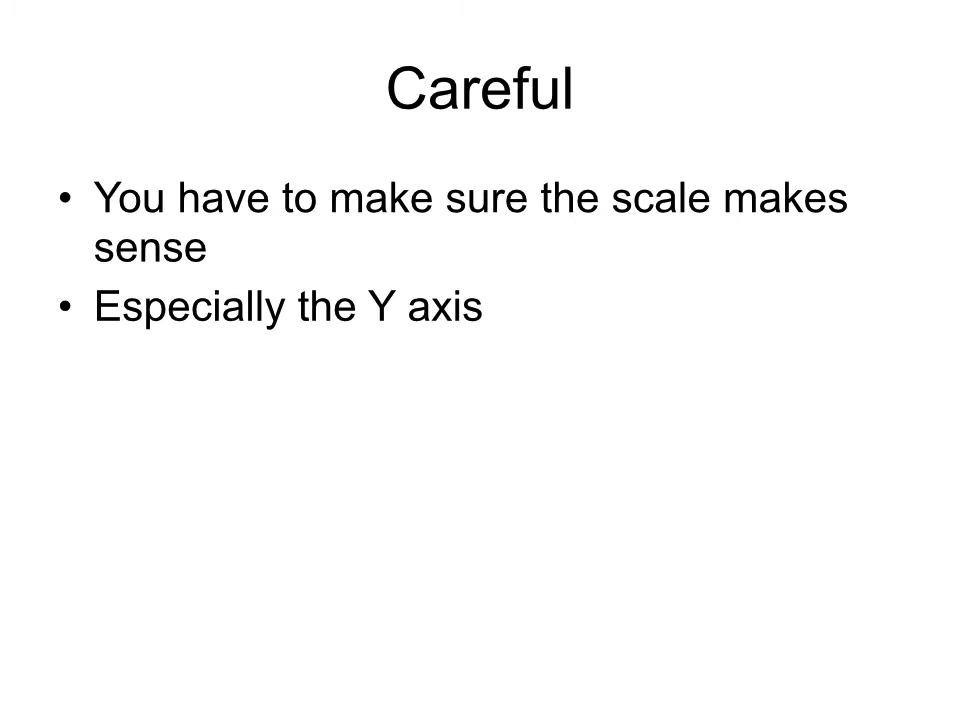 Careful
• You have to make sure the scale makes
sense
• Especially the Y axis